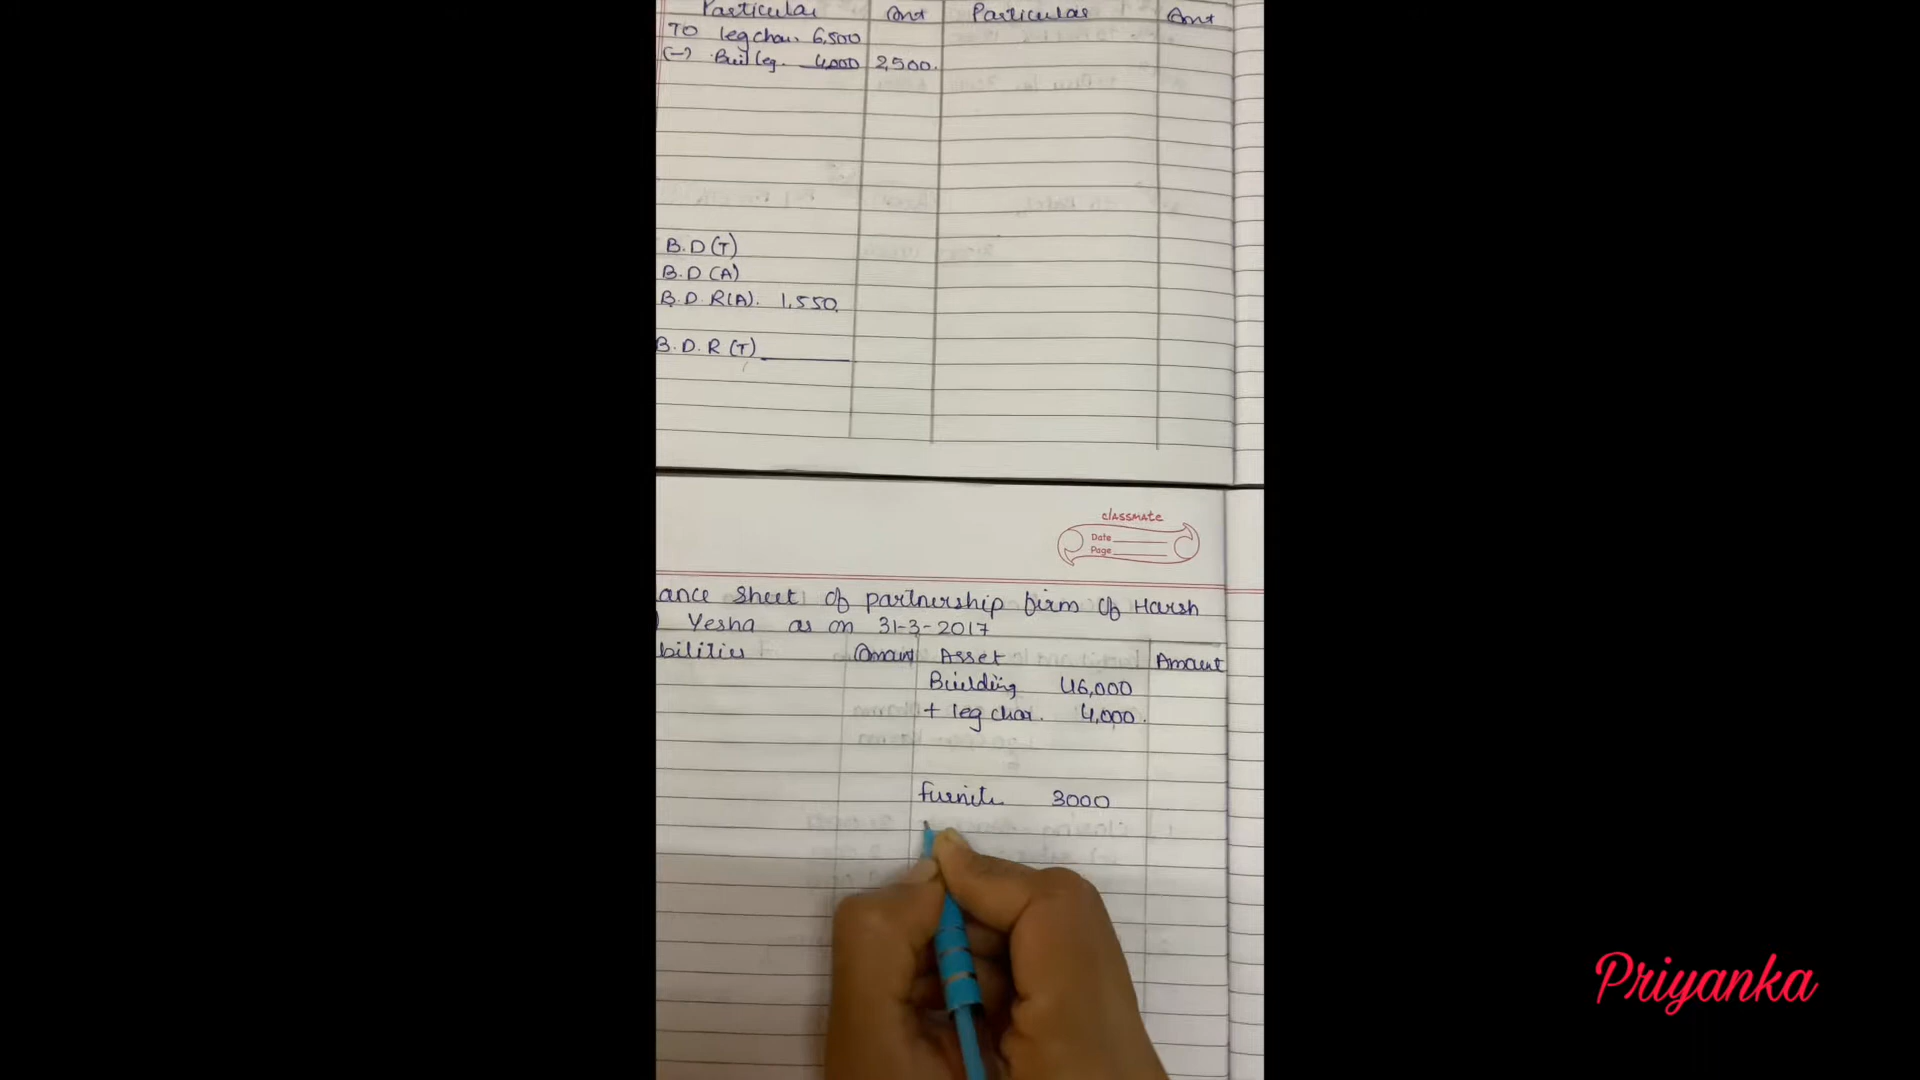 Particular Amt Particulas Amt
TO leg char. 6,500
(-) Buil leg. 4,000 2,500.
B.D(T)
B.D(A)
B.D.R(A). 1,550.
B.D.R(T)
classmate
Date
Page
ance Sheet of partnership firm of Harsh
Yesha as on 31-3-2017
bilities Amount Asset Amount
Building 46,000
+ leg char. 4,000.
furnite 3000
Priyanka